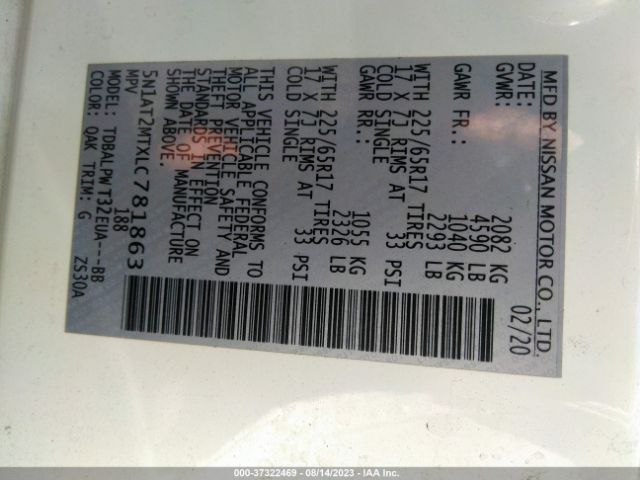 MFD BY NISSAN MOTOR CO., LTD.
DATE: 02/20
GVWR: 2082 KG
4590 LB
GAWR FR.: 1040 KG
2293 LB
WITH 225/65R17 TIRES
17 X 7J RIMS AT
COLD SINGLE 33 PSI
GAWR RR.: 1055 KG
2326 LB
WITH 225/65R17 TIRES
17 X 7J RIMS AT
COLD SINGLE 33 PSI
THIS VEHICLE CONFORMS TO
ALL APPLICABLE FEDERAL
MOTOR VEHICLE SAFETY AND
THEFT PREVENTION
STANDARDS IN EFFECT ON
THE DATE OF MANUFACTURE
SHOWN ABOVE.
5N1AT2MTXLC781863
MPV 188
MODEL: TDBALPWT32EUA---BB
COLOR: QAK TRIM: G ZS30A
000-37322469 - 08/14/2023 - IAA Inc.